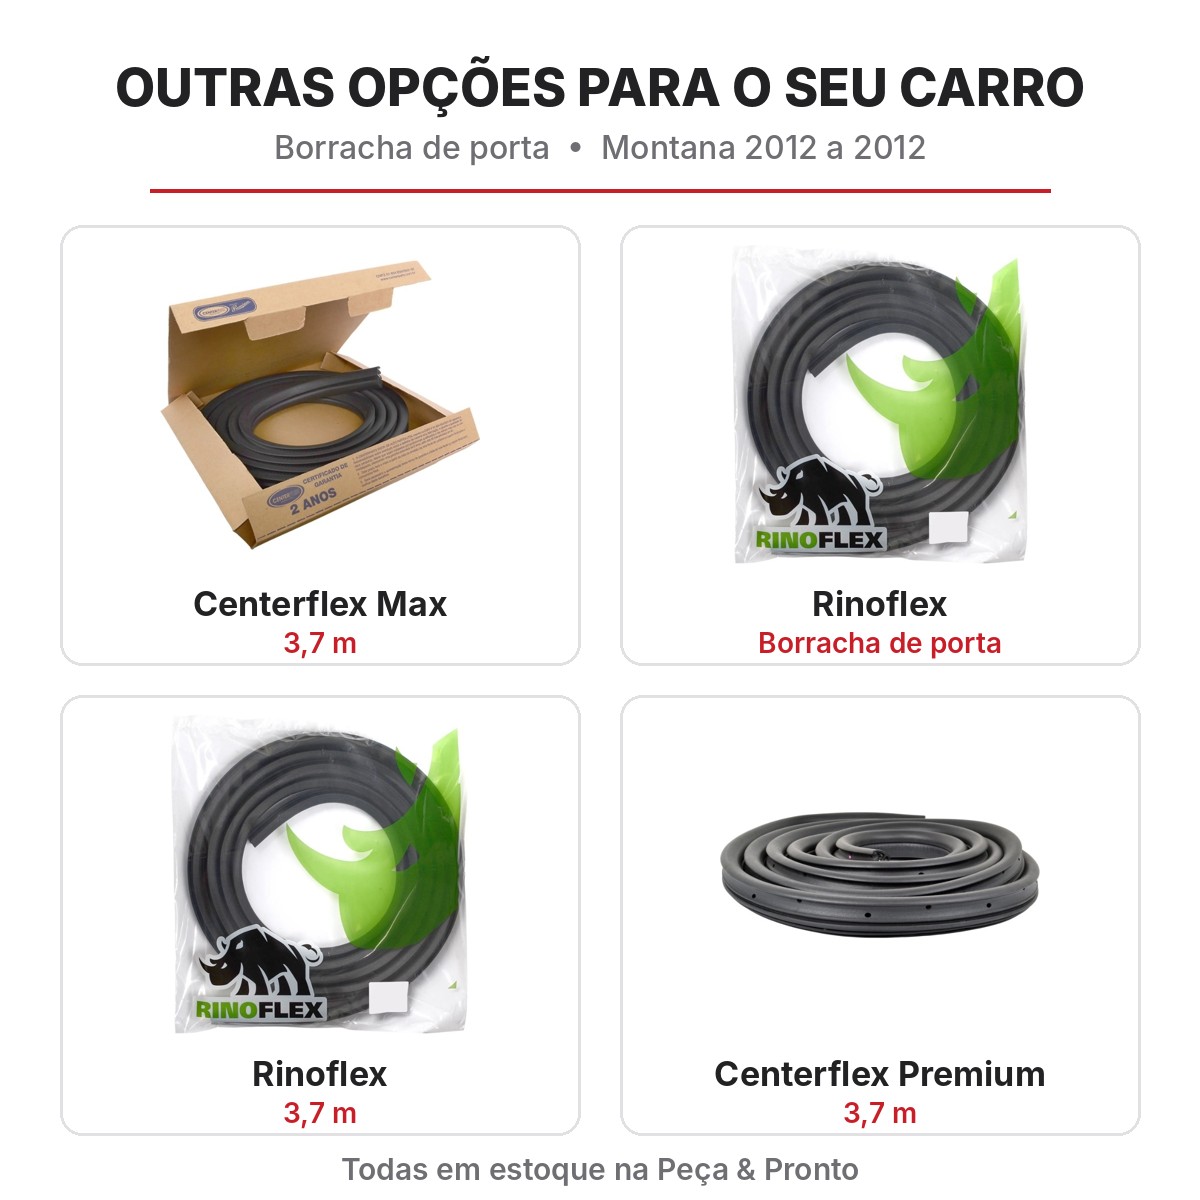 OUTRAS OPÇÕES PARA O SEU CARRO
Borracha de porta • Montana 2012 a 2012
CERTIFICADO DE
GARANTIA
2 ANOS
Centerflex Max
3,7 m
RINOFLEX
Rinoflex
Borracha de porta
RINOFLEX
Rinoflex
3,7 m
Centerflex Premium
3,7 m
Todas em estoque na Peça & Pronto